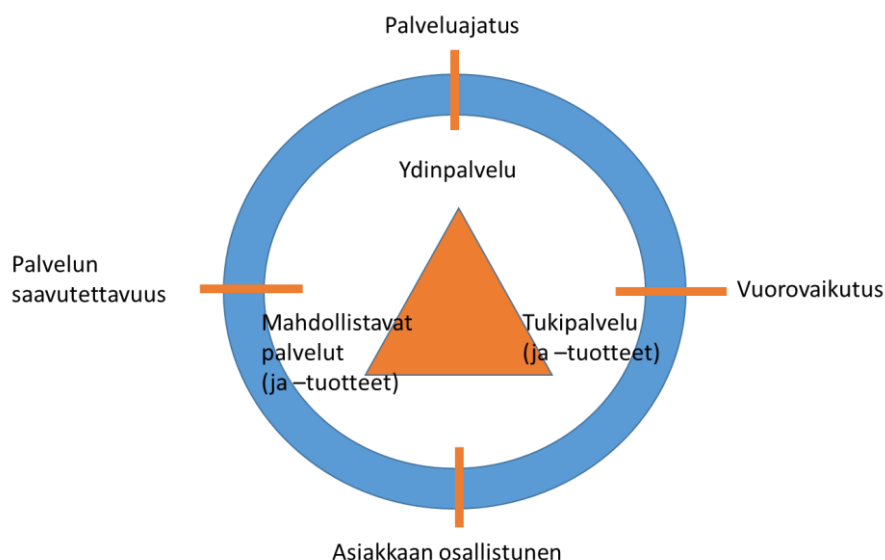 Palveluajatus
Ydinpalvelu
Palvelun
saavutettavuus
Vuorovaikutus
Mahdollistavat
palvelut
(ja –tuotteet)
Tukipalvelu
(ja –tuotteet)
Asiakkaan osallistunen